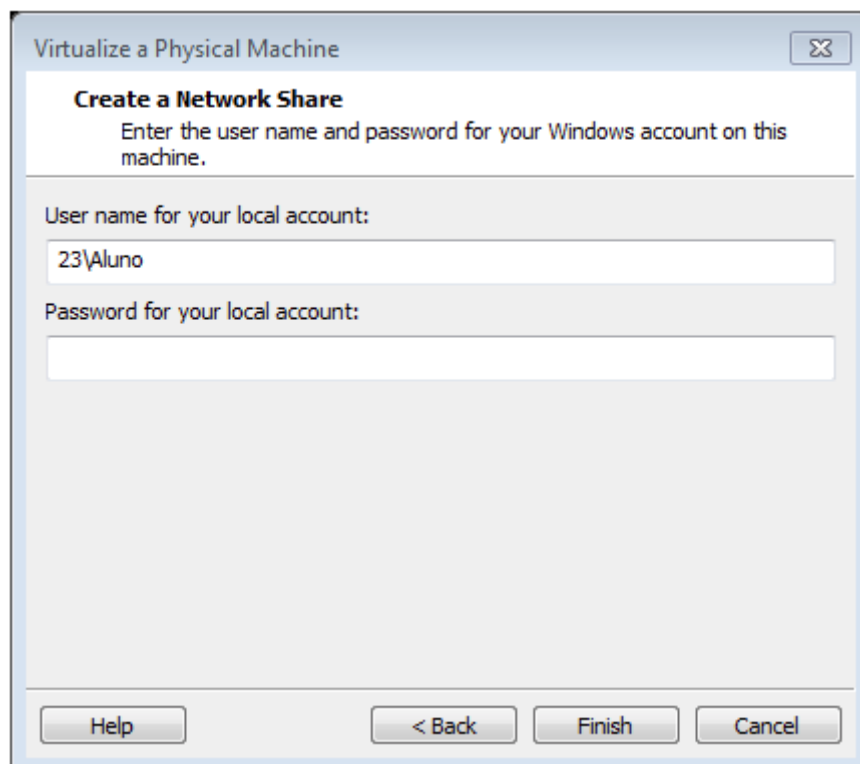 Virtualize a Physical Machine
Create a Network Share
Enter the user name and password for your Windows account on this
machine.
User name for your local account:
23\Aluno
Password for your local account:
Help
< Back
Finish
Cancel